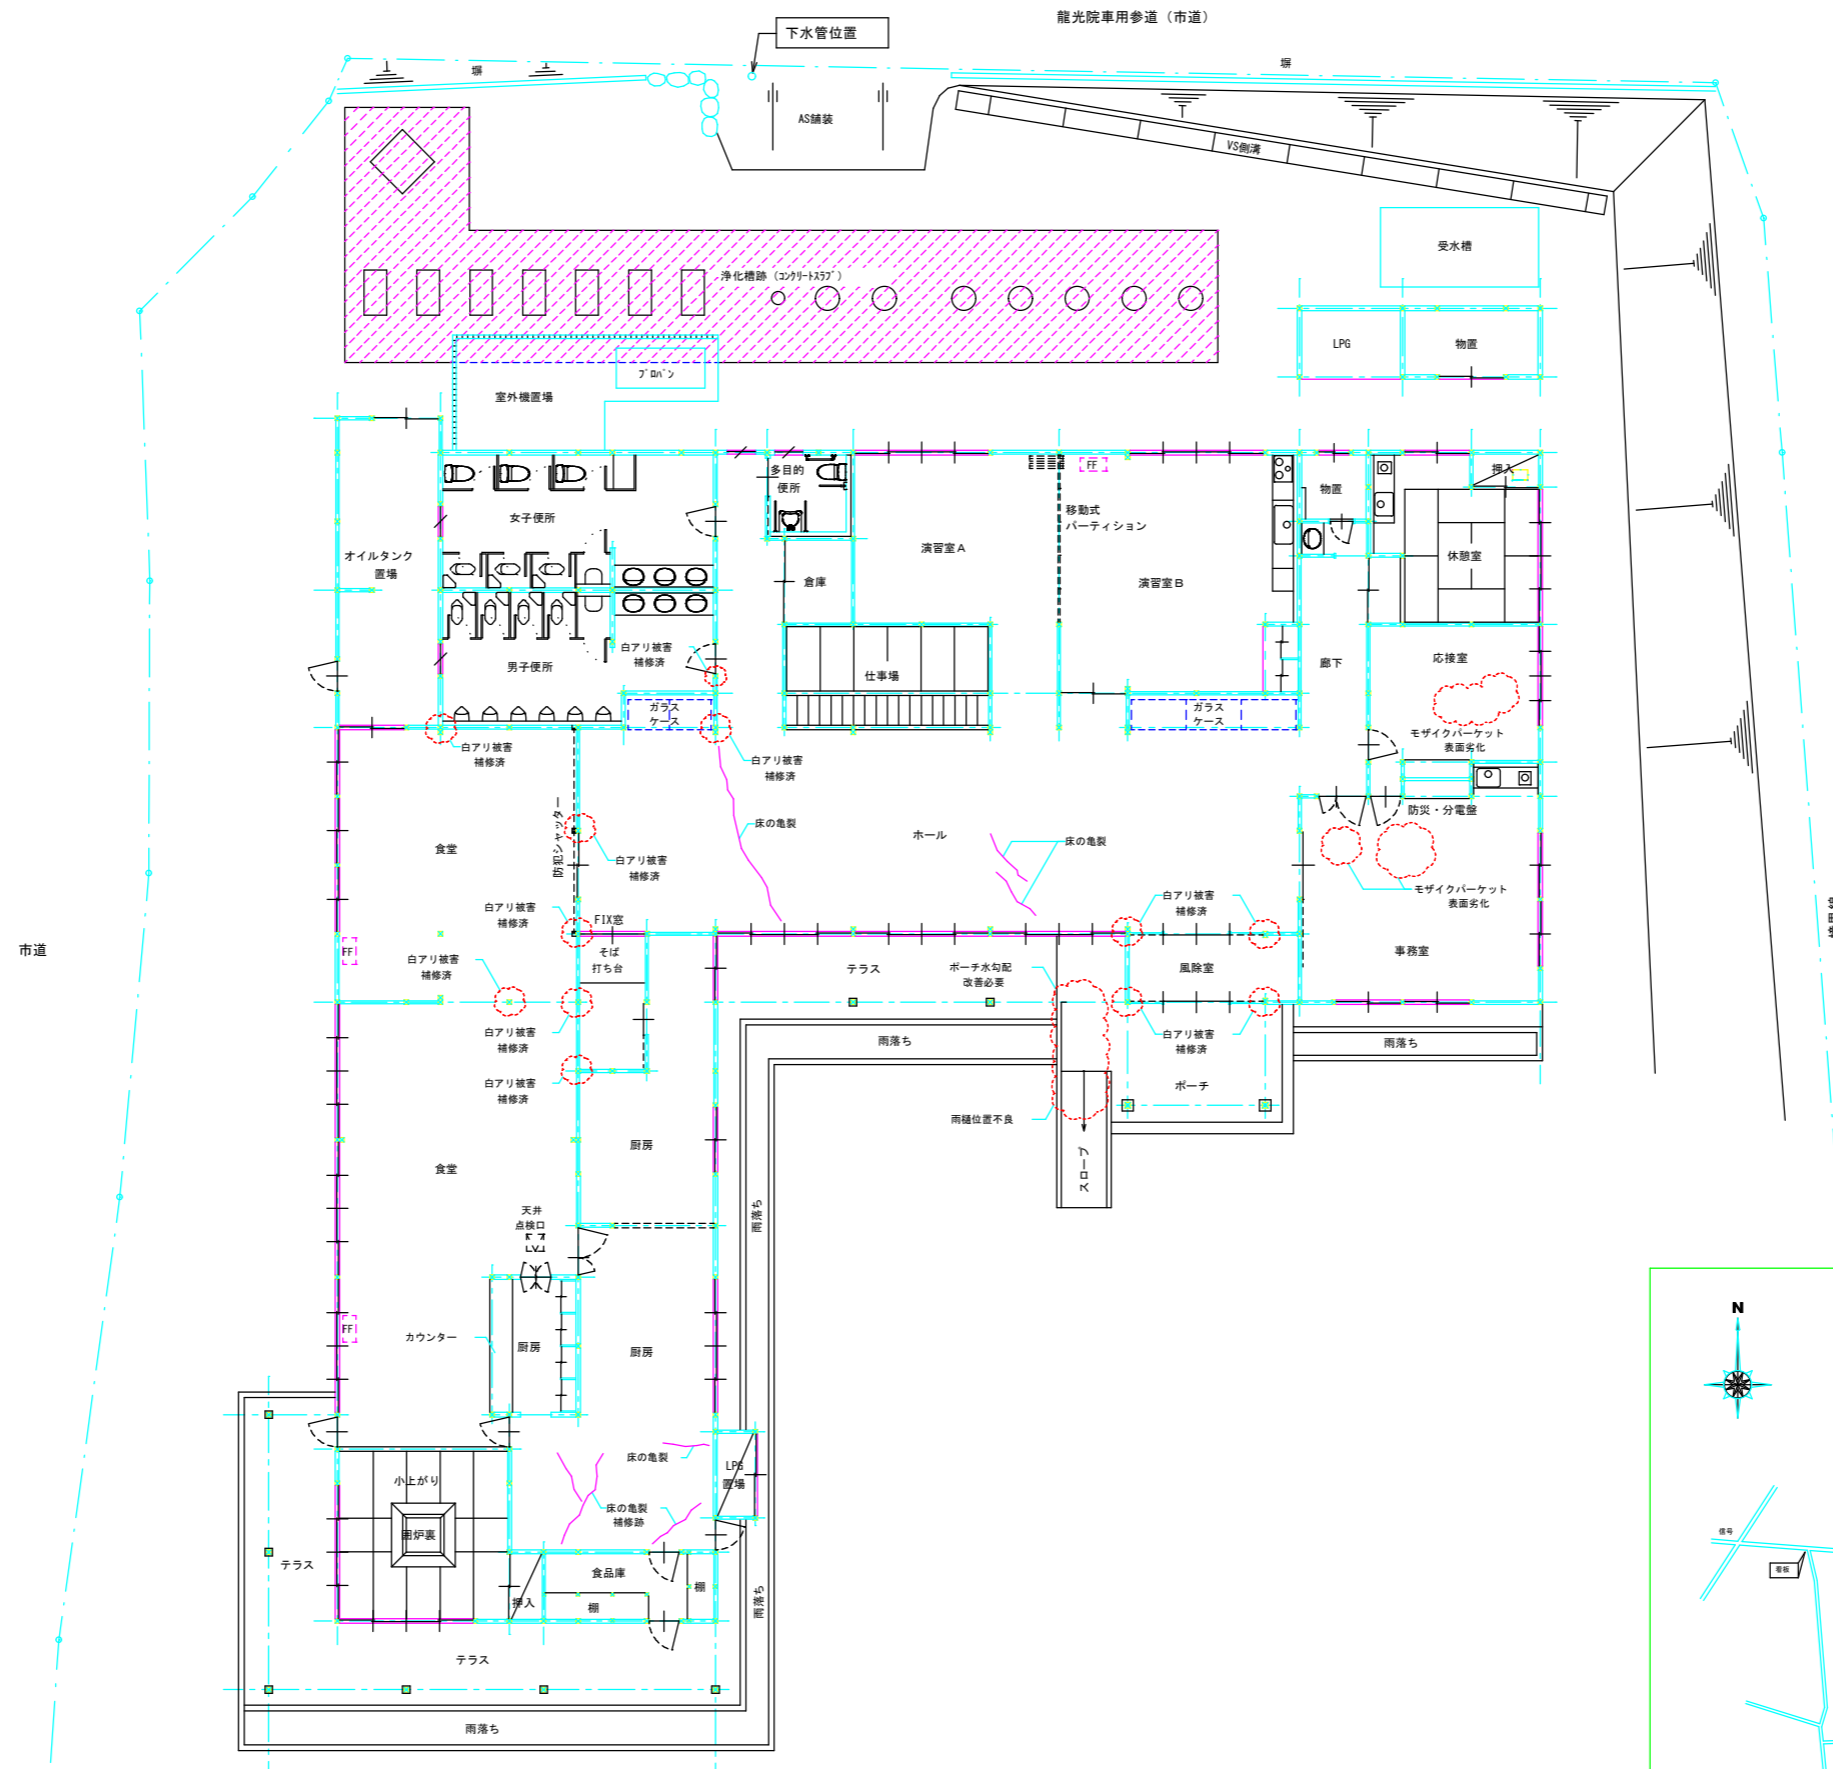 龍光院車用参道（市道）
下水管位置
塀
塀
AS舗装
VS側溝
受水槽
浄化槽跡（ｺﾝｸﾘｰﾄｽﾗﾌﾞ）
LPG
物置
ﾌﾟﾛﾊﾟﾝ
室外機置場
多目的
便所
FF
押入
物置
移動式
パーティション
女子便所
演習室Ａ
オイルタンク
置場
休憩室
倉庫
演習室Ｂ
白アリ被害
補修済
男子便所
仕事場
廊下
応接室
ガラス
ケース
ガラス
ケース
モザイクパーケット
表面劣化
白アリ被害
補修済
白アリ被害
補修済
防災・分電盤
床の亀裂
ホール
床の亀裂
防犯シャッター
食堂
白アリ被害
補修済
モザイクパーケット
表面劣化
白アリ被害
補修済
白アリ被害
補修済
FIX窓
市道
FF
そば
打ち台
白アリ被害
補修済
テラス
ポーチ水勾配
改善必要
風除室
事務室
白アリ被害
補修済
雨落ち
白アリ被害
補修済
雨落ち
白アリ被害
補修済
ポーチ
雨樋位置不良
厨房
食堂
スロープ
天井
点検口
雨落ち
FF
カウンター
厨房
厨房
N
床の亀裂
LPG
置場
小上がり
床の亀裂
補修跡
囲炉裏
信号
テラス
食品庫
看板
棚
押入
棚
雨落ち
テラス
雨落ち